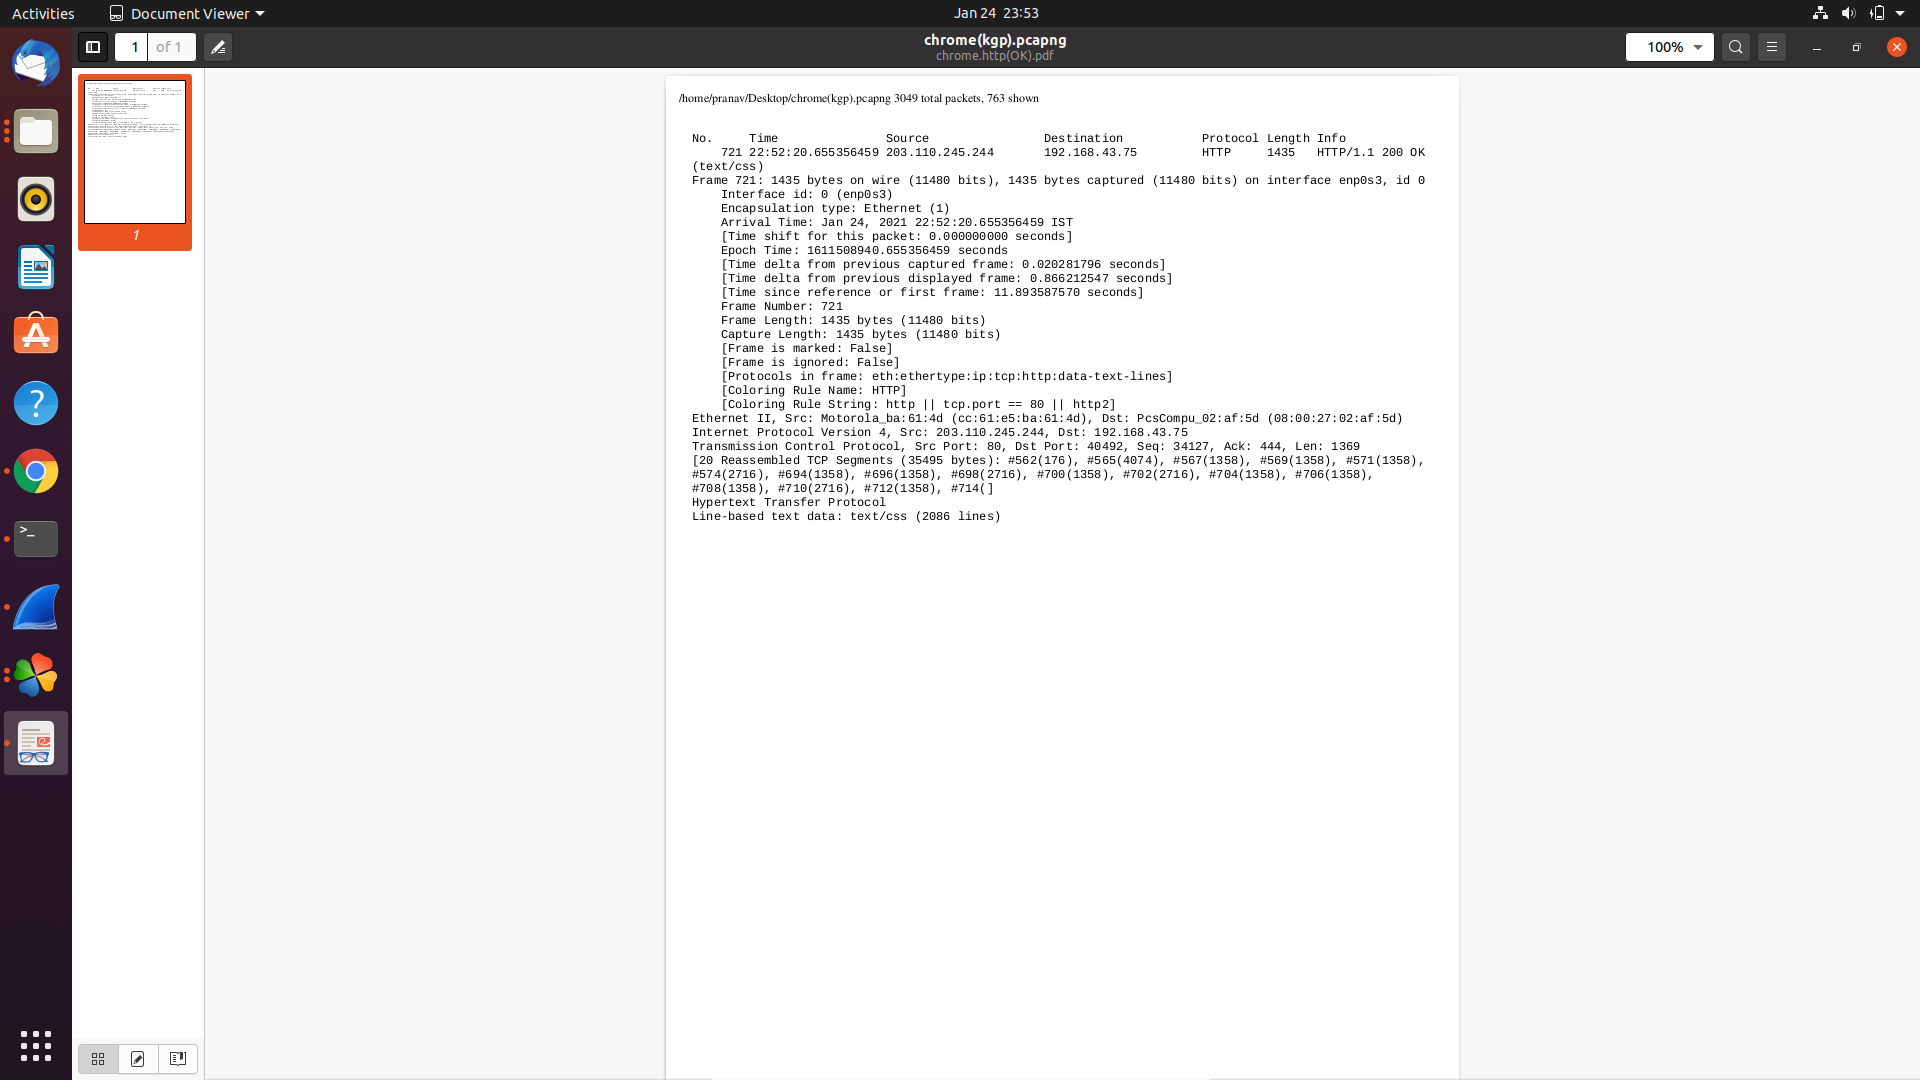 Activities
Document Viewer
Jan 24 23:53
1 of 1
chrome(kgp).pcapng
chrome.http(OK).pdf
100%
1
/home/pranav/Desktop/chrome(kgp).pcapng 3049 total packets, 763 shown
No. Time Source Destination Protocol Length Info
721 22:52:20.655356459 203.110.245.244 192.168.43.75 HTTP 1435 HTTP/1.1 200 OK
(text/css)
Frame 721: 1435 bytes on wire (11480 bits), 1435 bytes captured (11480 bits) on interface enp0s3, id 0
Interface id: 0 (enp0s3)
Encapsulation type: Ethernet (1)
Arrival Time: Jan 24, 2021 22:52:20.655356459 IST
[Time shift for this packet: 0.000000000 seconds]
Epoch Time: 1611508940.655356459 seconds
[Time delta from previous captured frame: 0.020281796 seconds]
[Time delta from previous displayed frame: 0.866212547 seconds]
[Time since reference or first frame: 11.893587570 seconds]
Frame Number: 721
Frame Length: 1435 bytes (11480 bits)
Capture Length: 1435 bytes (11480 bits)
[Frame is marked: False]
[Frame is ignored: False]
[Protocols in frame: eth:ethertype:ip:tcp:http:data-text-lines]
[Coloring Rule Name: HTTP]
[Coloring Rule String: http || tcp.port == 80 || http2]
Ethernet II, Src: Motorola_ba:61:4d (cc:61:e5:ba:61:4d), Dst: PcsCompu_02:af:5d (08:00:27:02:af:5d)
Internet Protocol Version 4, Src: 203.110.245.244, Dst: 192.168.43.75
Transmission Control Protocol, Src Port: 80, Dst Port: 40492, Seq: 34127, Ack: 444, Len: 1369
[20 Reassembled TCP Segments (35495 bytes): #562(176), #565(4074), #567(1358), #569(1358), #571(1358),
#574(2716), #694(1358), #696(1358), #698(2716), #700(1358), #702(2716), #704(1358), #706(1358),
#708(1358), #710(2716), #712(1358), #714(]
Hypertext Transfer Protocol
Line-based text data: text/css (2086 lines)